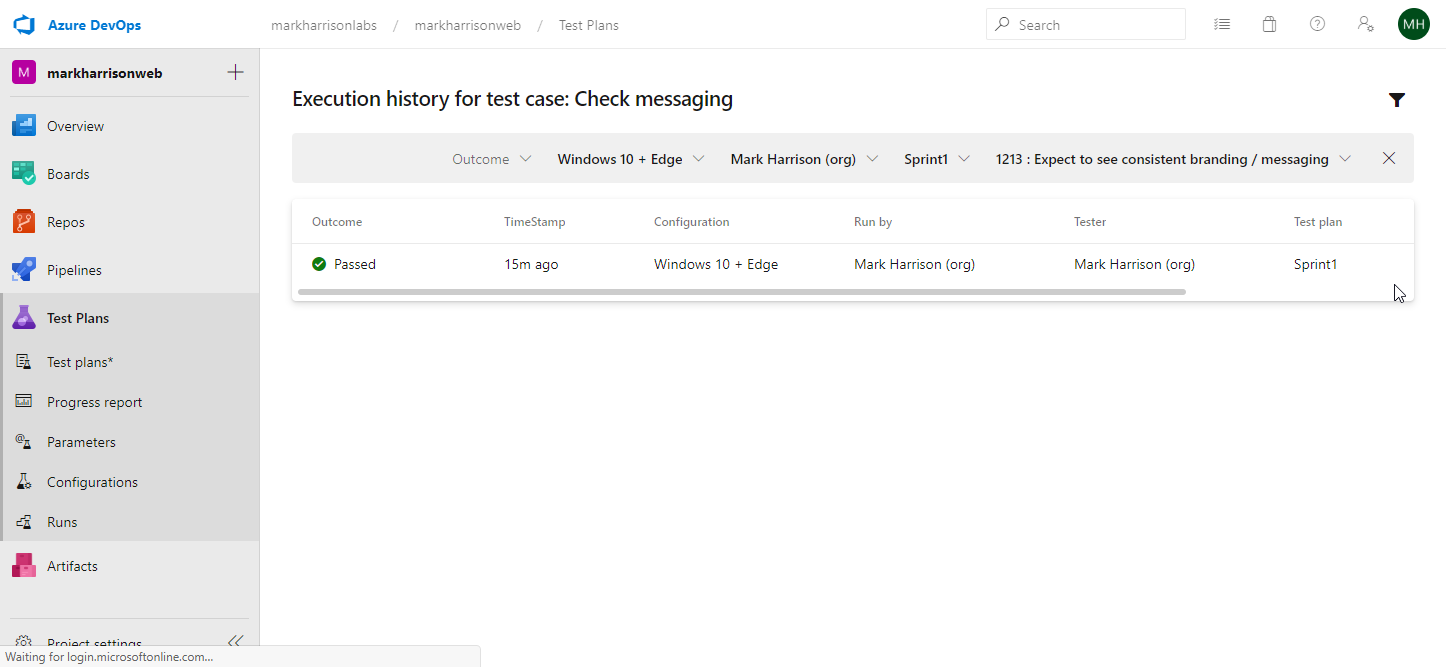 Azure DevOps
markharrisonlabs / markharrisonweb / Test Plans
Search
MH
M markharrisonweb
Overview
Boards
Repos
Pipelines
Test Plans
Test plans*
Progress report
Parameters
Configurations
Runs
Artifacts
Project settings
Waiting for login.microsoftonline.com...
Execution history for test case: Check messaging
Outcome Windows 10 + Edge Mark Harrison (org) Sprint1 1213 : Expect to see consistent branding / messaging
Outcome TimeStamp Configuration Run by Tester Test plan
Passed 15m ago Windows 10 + Edge Mark Harrison (org) Mark Harrison (org) Sprint1